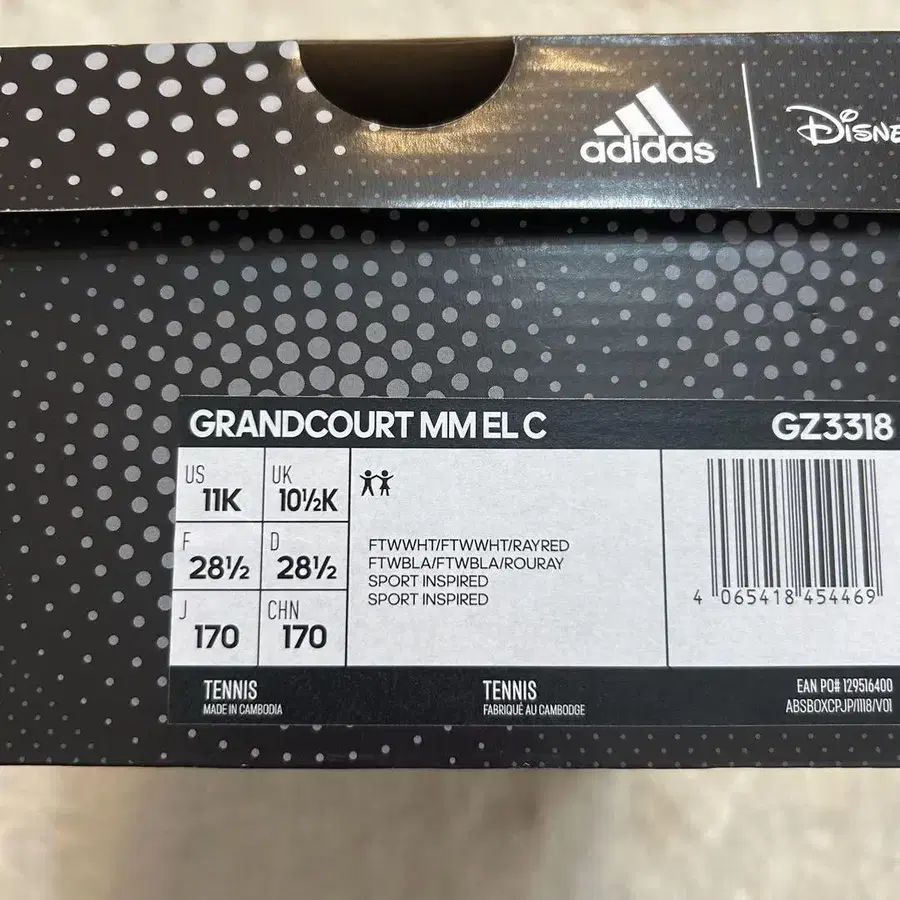 adidas
GRANDCOURT MM EL C
GZ3318
US
11K
UK
10½K
F
28½
D
28½
J
170
CHN
170
FTWWHT/FTWWHT/RAYRED
FTWBLA/FTWBLA/ROURAY
SPORT INSPIRED
SPORT INSPIRED
4 065418 454469
TENNIS
MADE IN CAMBODIA
TENNIS
FABRIQUÉ AU CAMBODGE
EAN PO# 129516400
ABSBOXCPJP/1118/V01